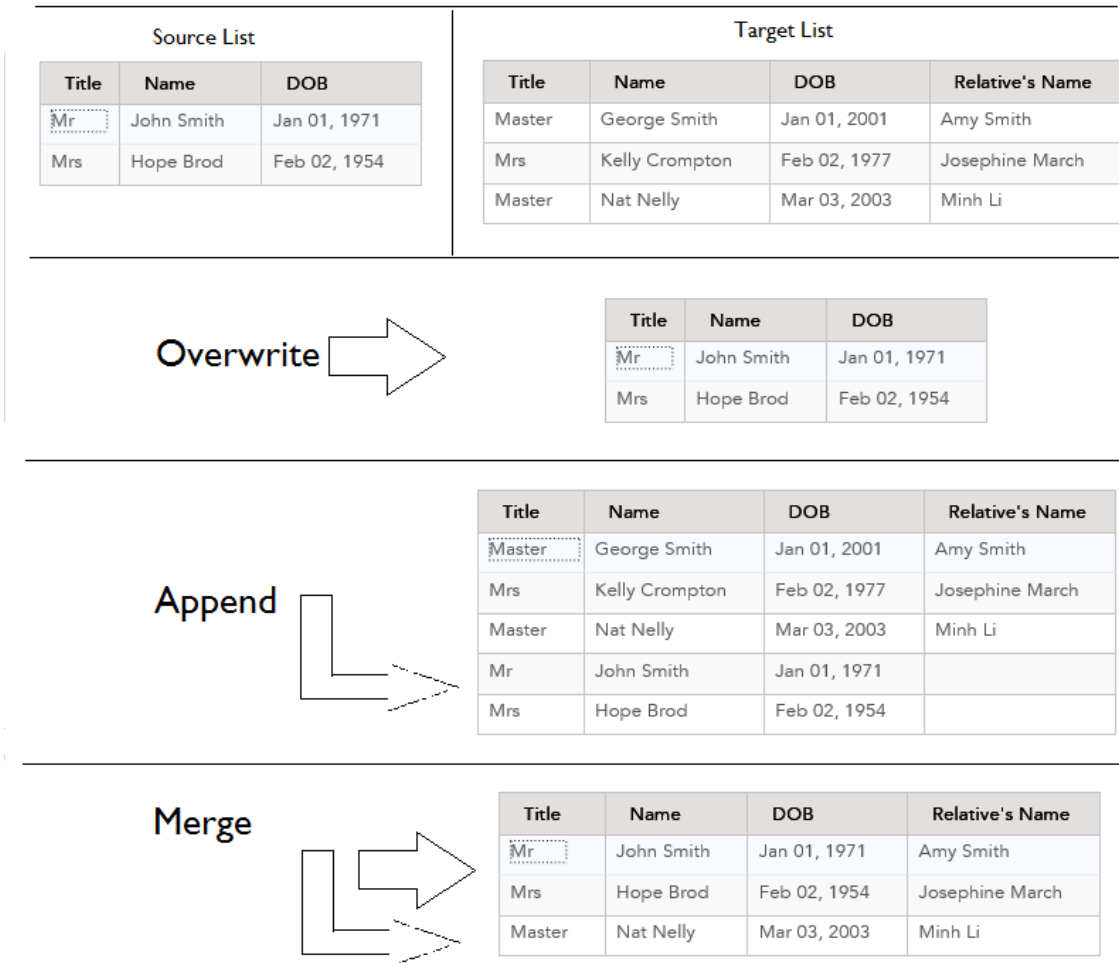 Source List
Title Name DOB
Mr John Smith Jan 01, 1971
Mrs Hope Brod Feb 02, 1954
Target List
Title Name DOB Relative's Name
Master George Smith Jan 01, 2001 Amy Smith
Mrs Kelly Crompton Feb 02, 1977 Josephine March
Master Nat Nelly Mar 03, 2003 Minh Li
Overwrite
Title Name DOB
Mr John Smith Jan 01, 1971
Mrs Hope Brod Feb 02, 1954
Append
Title Name DOB Relative's Name
Master George Smith Jan 01, 2001 Amy Smith
Mrs Kelly Crompton Feb 02, 1977 Josephine March
Master Nat Nelly Mar 03, 2003 Minh Li
Mr John Smith Jan 01, 1971
Mrs Hope Brod Feb 02, 1954
Merge
Title Name DOB Relative's Name
Mr John Smith Jan 01, 1971 Amy Smith
Mrs Hope Brod Feb 02, 1954 Josephine March
Master Nat Nelly Mar 03, 2003 Minh Li